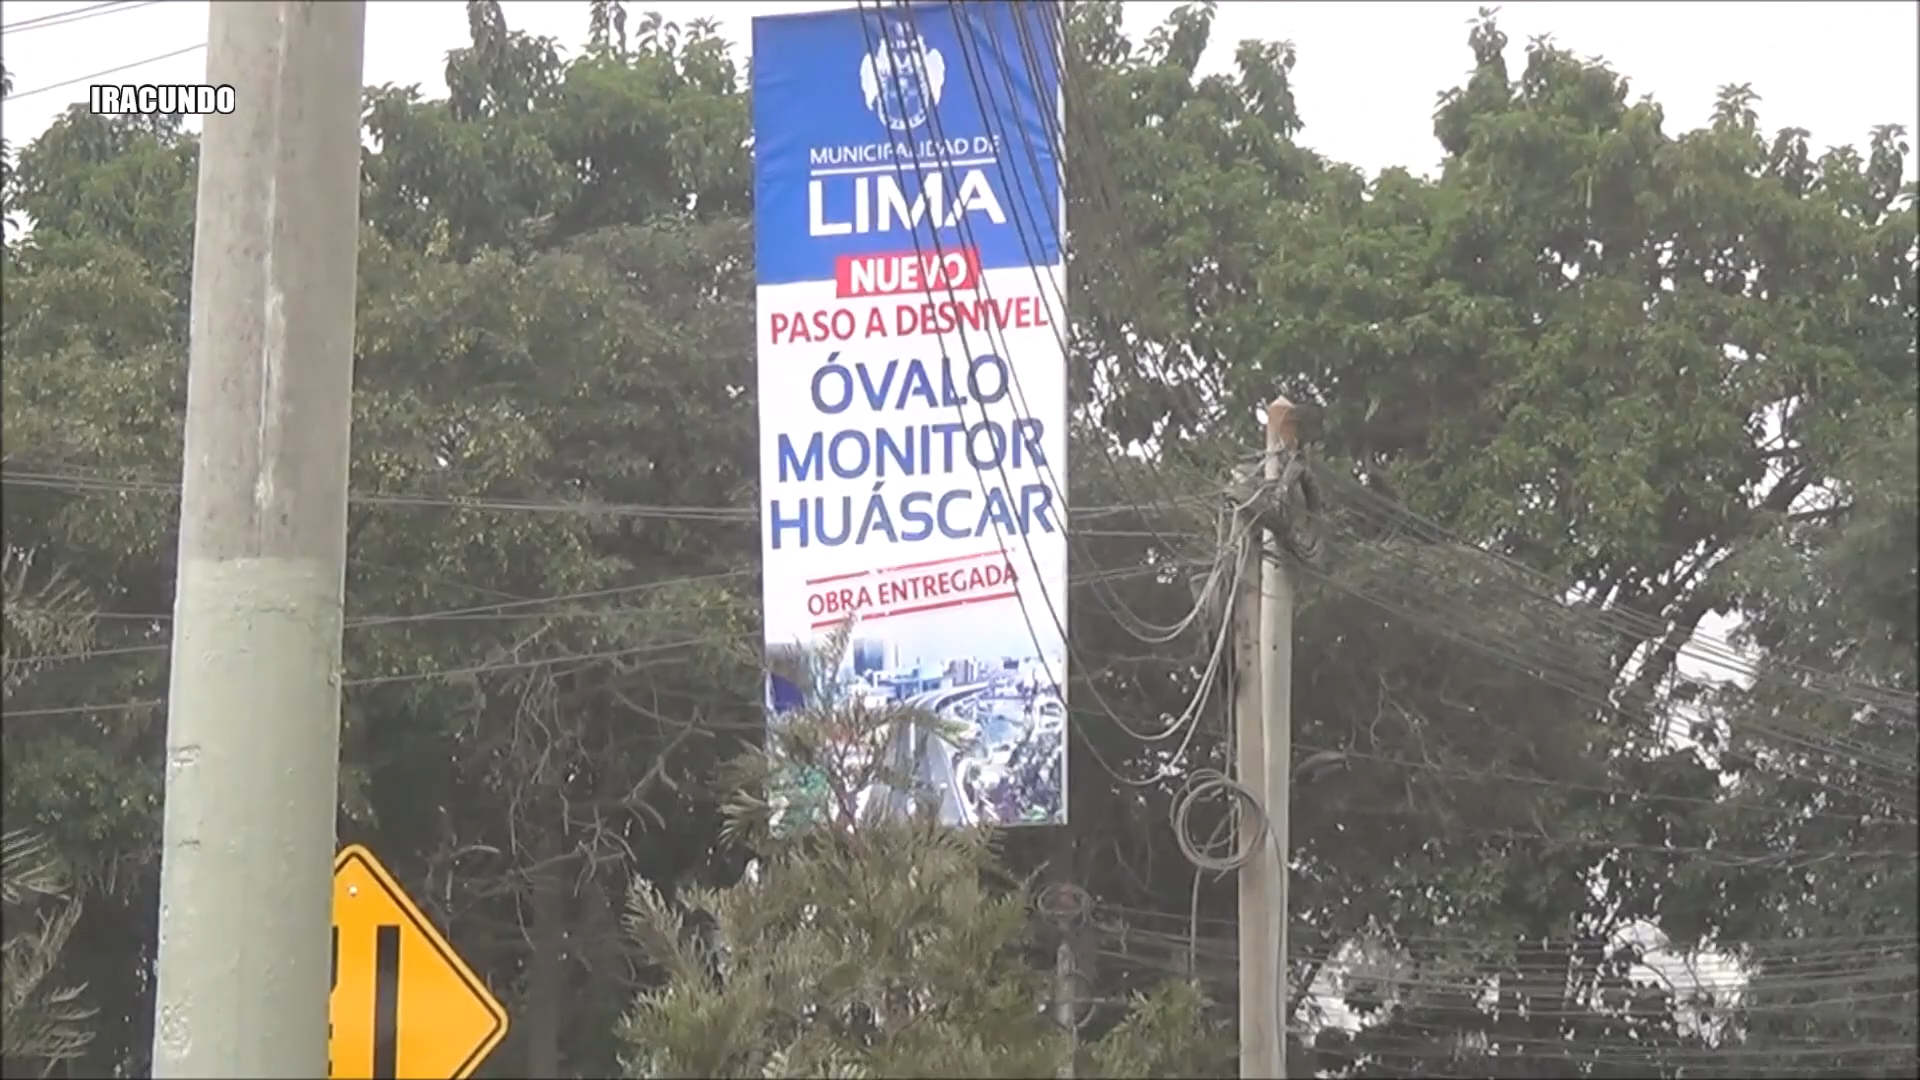 IRACUNDO
MUNICIPALIDAD DE
LIMA
NUEVO
PASO A DESNIVEL
ÓVALO
MONITOR
HUÁSCAR
OBRA ENTREGADA